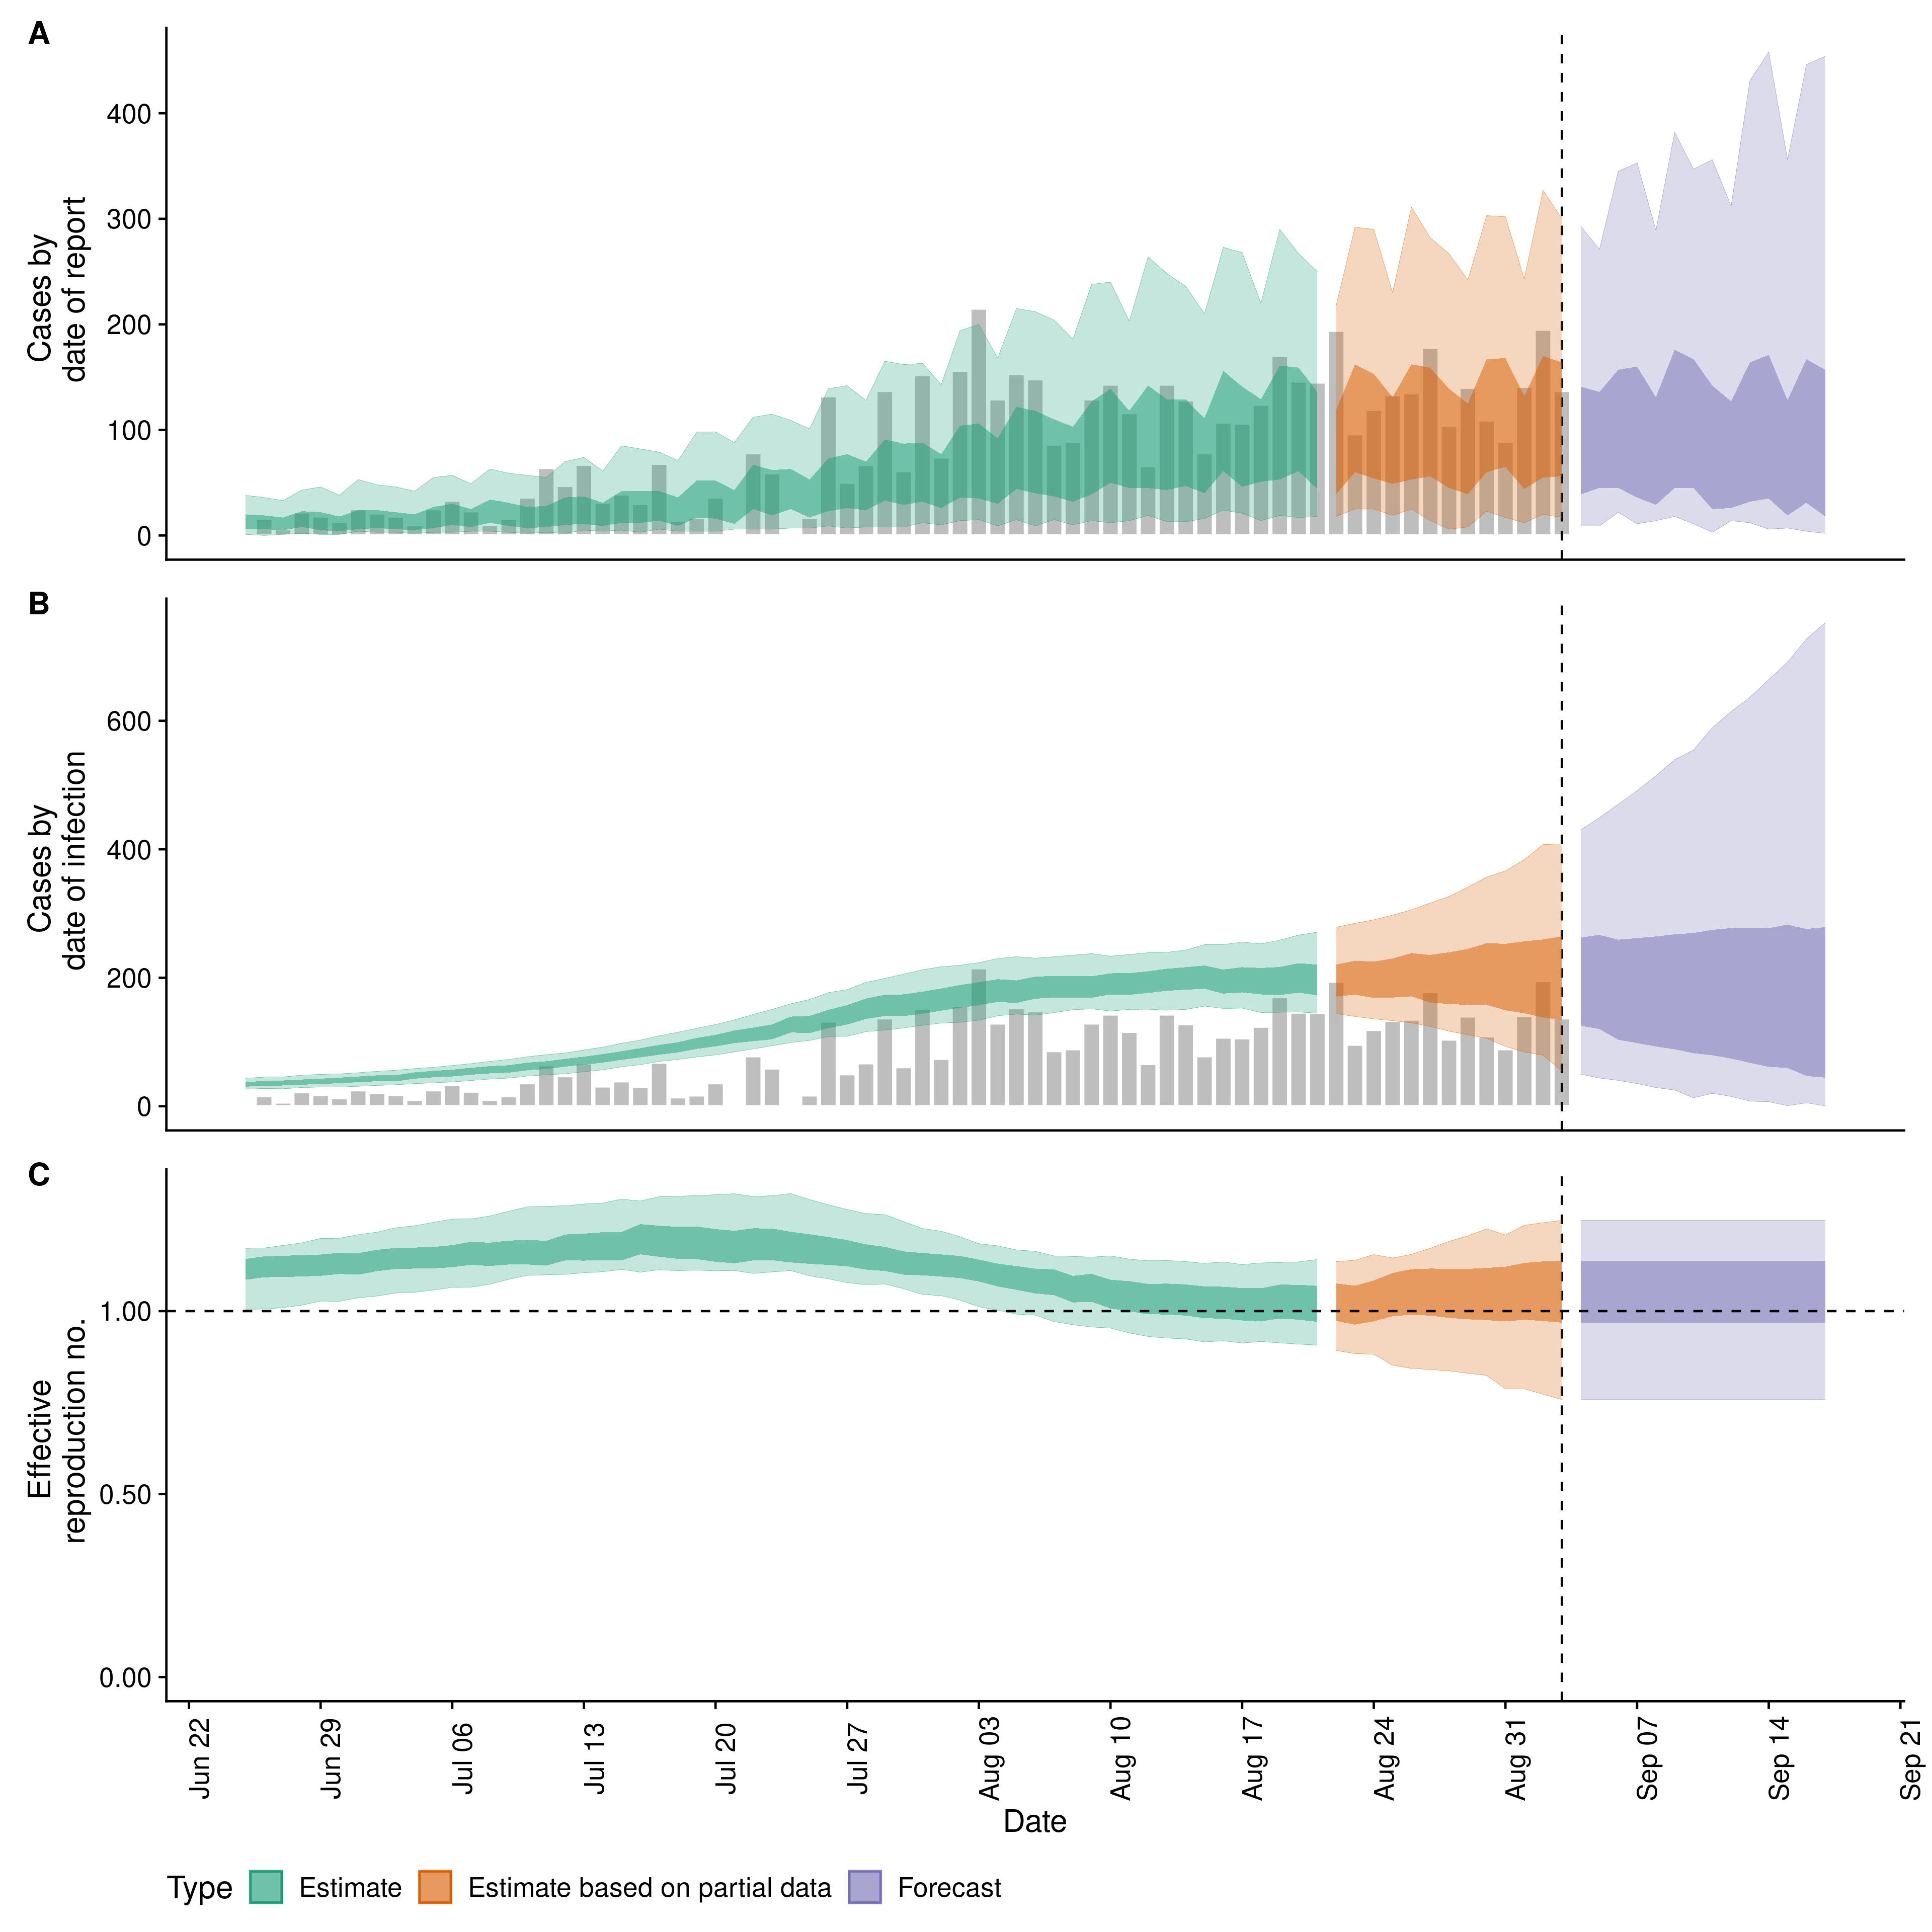 A
Cases by
date of report
400
300
200
100
0
B
Cases by
date of infection
600
400
200
0
C
Effective
reproduction no.
1.00
0.50
0.00
Jun 22
Jun 29
Jul 06
Jul 13
Jul 20
Jul 27
Aug 03
Aug 10
Aug 17
Aug 24
Aug 31
Sep 07
Sep 14
Sep 21
Date
Type Estimate Estimate based on partial data Forecast